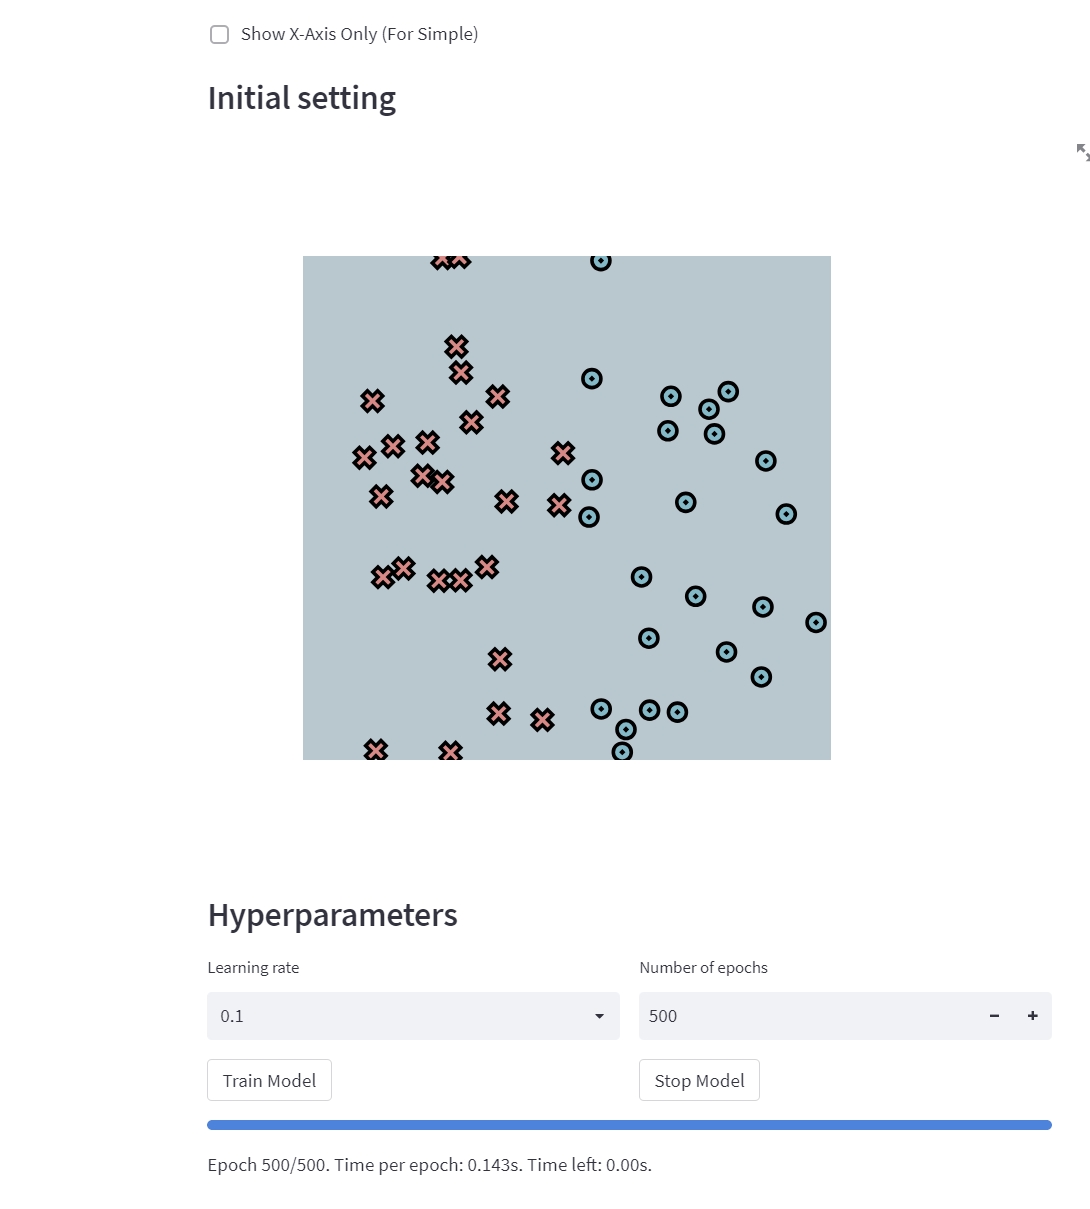 Show X-Axis Only (For Simple)
Initial setting
Hyperparameters
Learning rate
Number of epochs
0.1
500
Train Model
Stop Model
Epoch 500/500. Time per epoch: 0.143s. Time left: 0.00s.